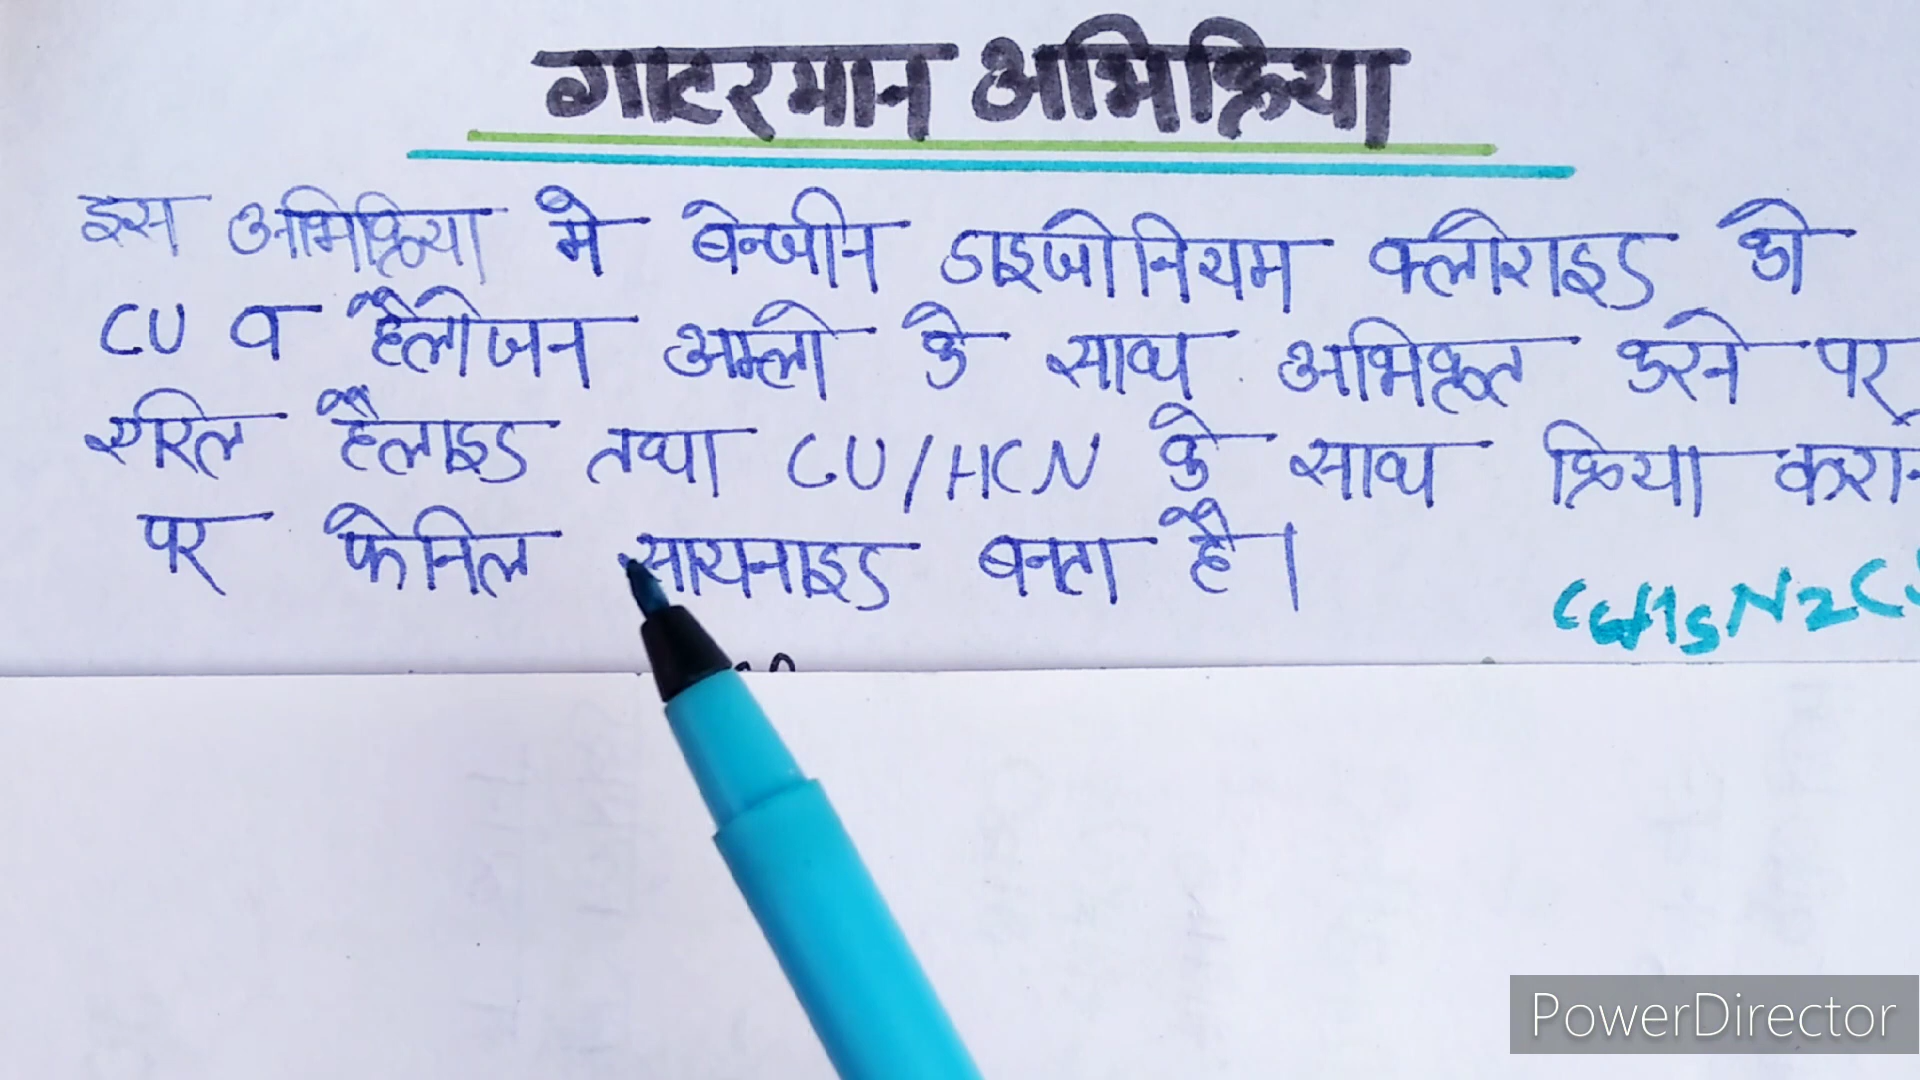 गाटरमान अभिक्रिया
इस अभिक्रिया मे बेन्जीन डाइजोनियम क्लोराइड को
CU व हैलोजन अम्लो के साथ अभिकृत करने पर
एरिल हैलाइड तथा CU/HCN के साथ क्रिया करान
पर फेनिल सायनाइड बनता है।
C6H5N2Cl
PowerDirector